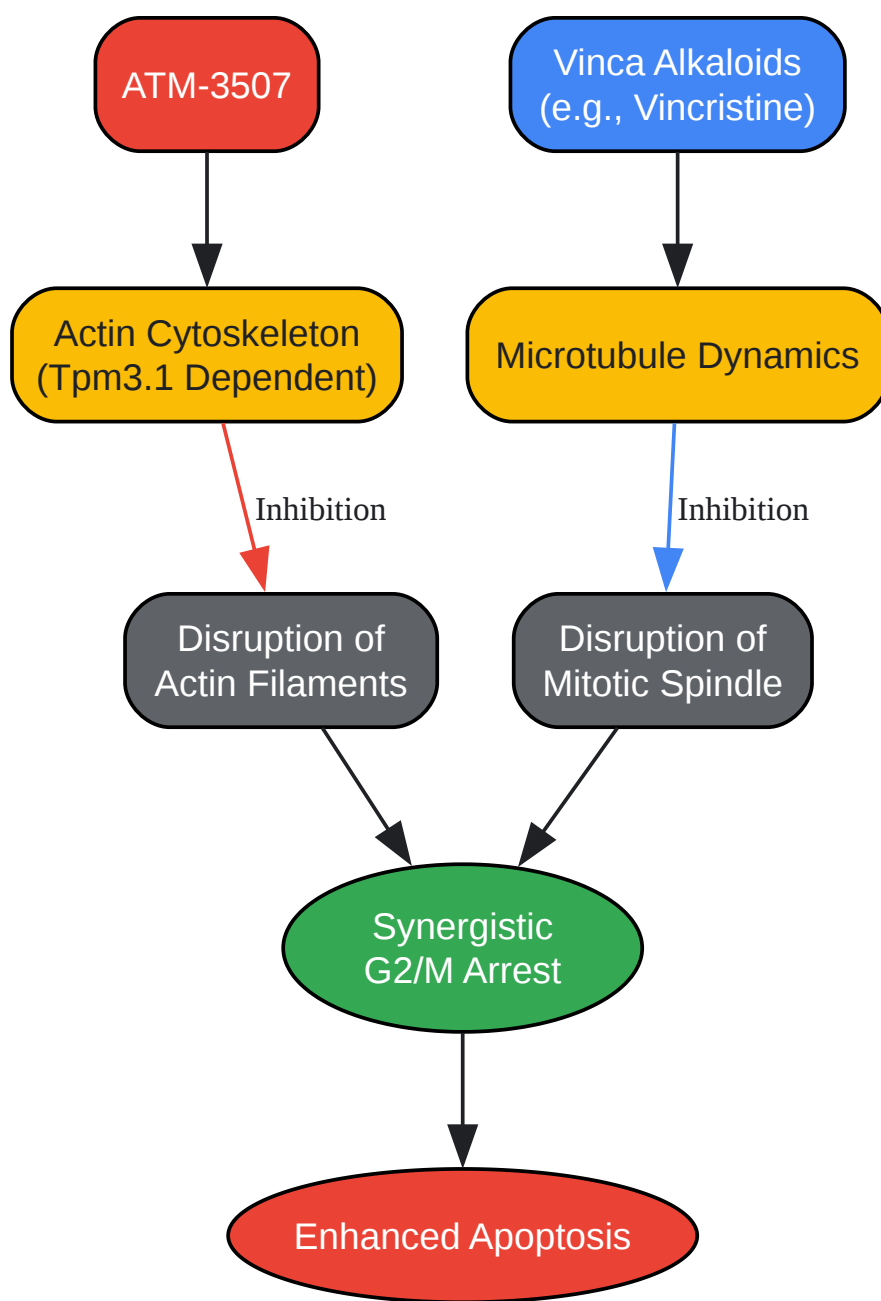 ATM-3507
Vinca Alkaloids
(e.g., Vincristine)
Actin Cytoskeleton
(Tpm3.1 Dependent)
Microtubule Dynamics
Inhibition
Inhibition
Disruption of
Actin Filaments
Disruption of
Mitotic Spindle
Synergistic
G2/M Arrest
Enhanced Apoptosis